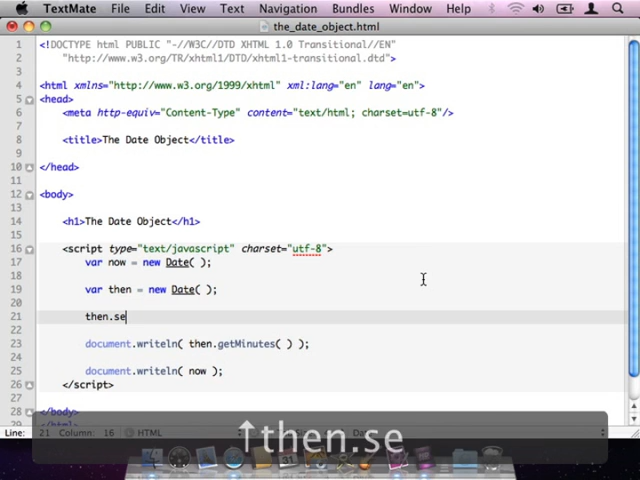 TextMate File Edit View Text Navigation Bundles Window Help
the_date_object.html
1 <!DOCTYPE html PUBLIC "-//W3C//DTD XHTML 1.0 Transitional//EN"
2 "http://www.w3.org/TR/xhtml1/DTD/xhtml1-transitional.dtd">
3
4 <html xmlns="http://www.w3.org/1999/xhtml" xml:lang="en" lang="en">
5 <head>
6 <meta http-equiv="Content-Type" content="text/html; charset=utf-8"/>
7
8 <title>The Date Object</title>
9
10 </head>
11
12 <body>
13
14 <h1>The Date Object</h1>
15
16 <script type="text/javascript" charset="utf-8">
17 var now = new Date( );
18
19 var then = new Date( );
20
21 then.se
22
23 document.writeln( then.getMinutes( ) );
24
25 document.writeln( now );
26 </script>
27
28 </body>
Line: 21 Column: 16 HTML
↑then.se